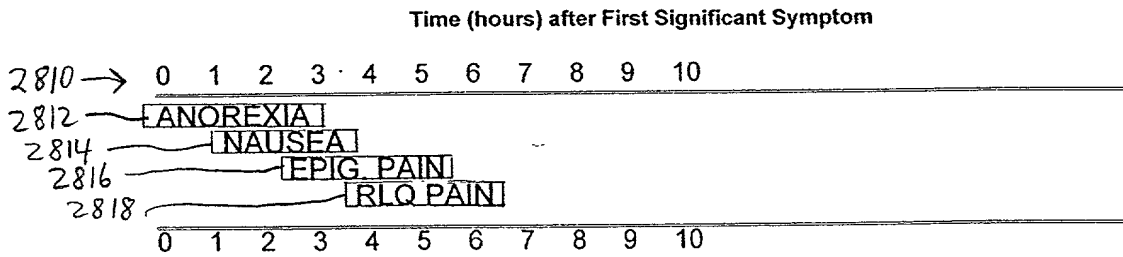 Time (hours) after First Significant Symptom
2810 0 1 2 3 4 5 6 7 8 9 10
2812 ANOREXIA
2814 NAUSEA
2816 EPIG. PAIN
2818 RLQ PAIN
0 1 2 3 4 5 6 7 8 9 10